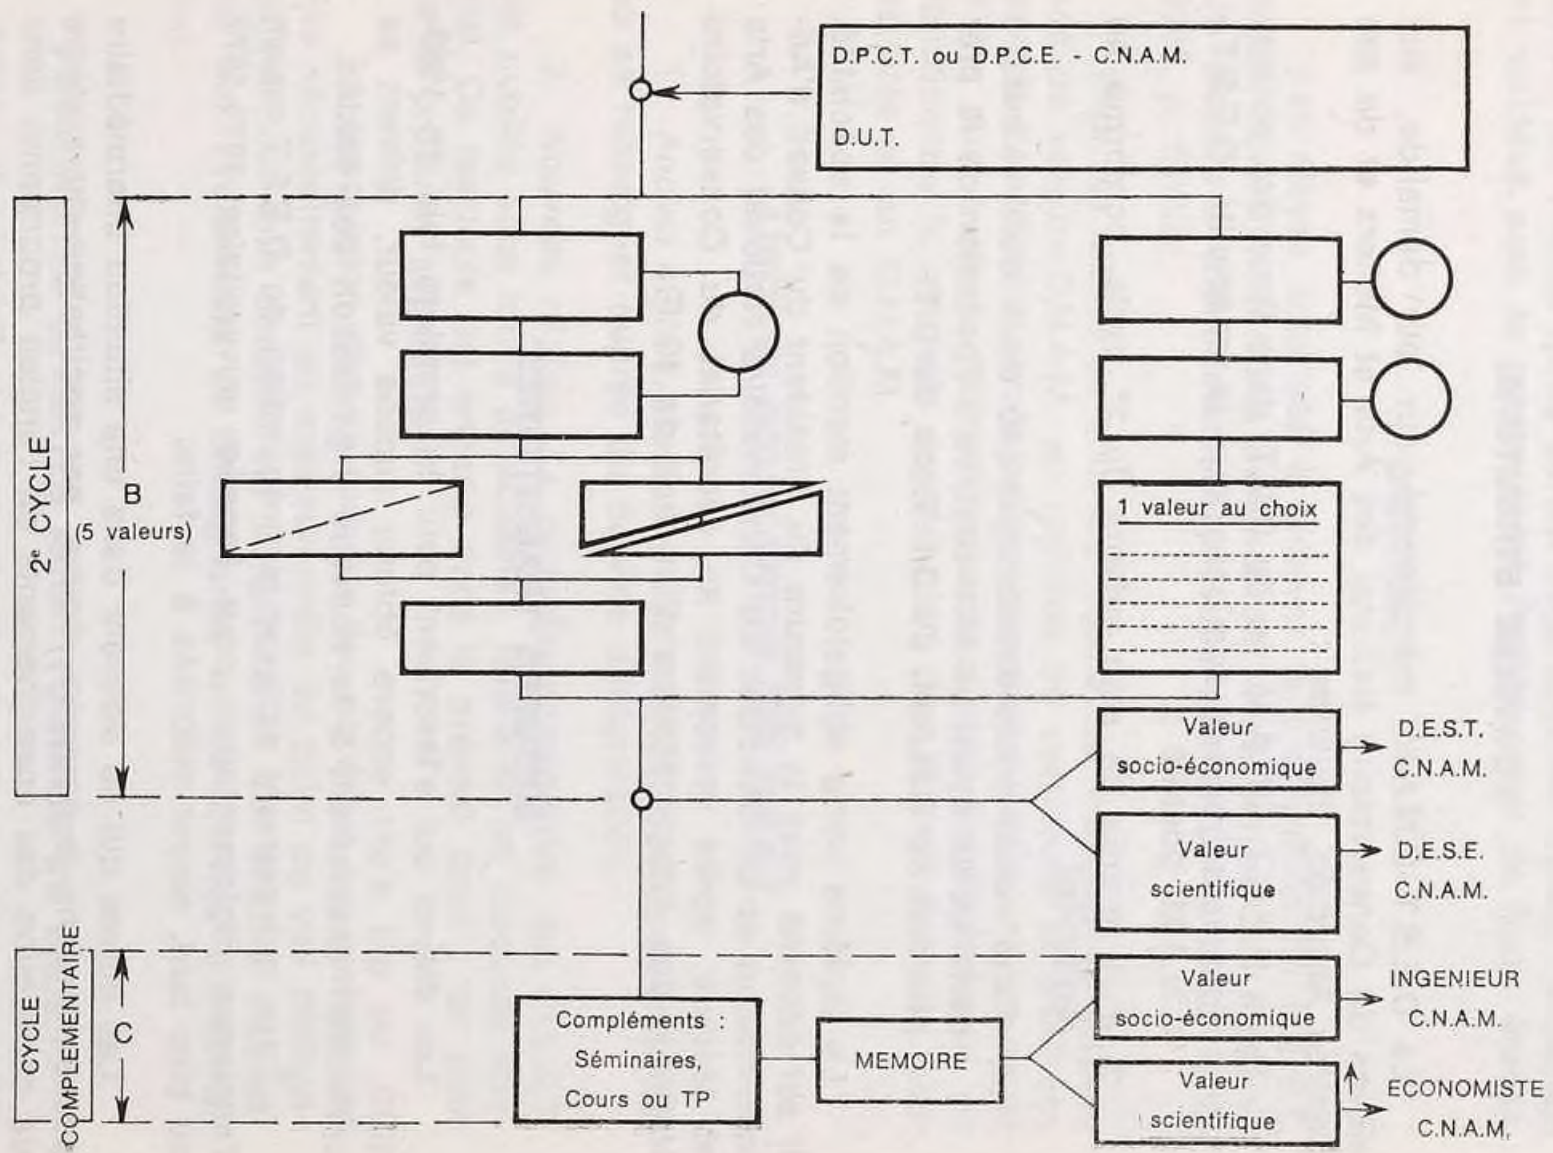 D.P.C.T. ou D.P.C.E. - C.N.A.M.
D.U.T.
2e CYCLE
B
(5 valeurs)
1 valeur au choix
Valeur
socio-économique
D.E.S.T.
C.N.A.M.
Valeur
scientifique
D.E.S.E.
C.N.A.M.
CYCLE
COMPLEMENTAIRE
C
Compléments :
Séminaires,
Cours ou TP
MEMOIRE
Valeur
socio-économique
INGENIEUR
C.N.A.M.
Valeur
scientifique
ECONOMISTE
C.N.A.M.